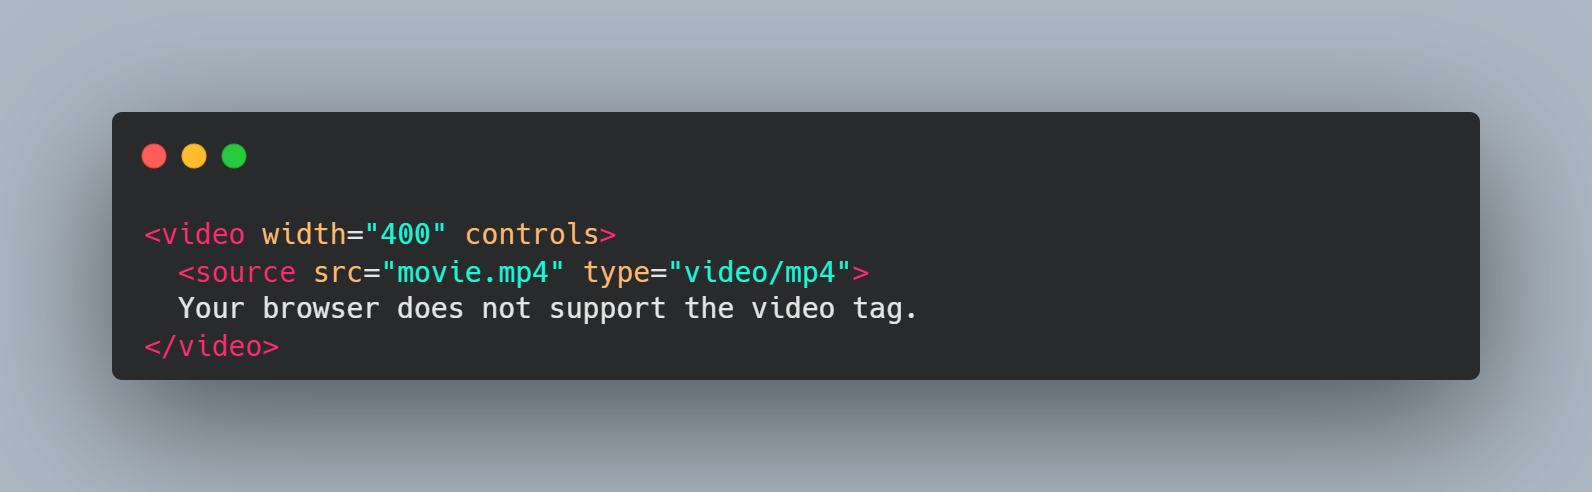 <video width="400" controls>
  <source src="movie.mp4" type="video/mp4">
  Your browser does not support the video tag.
</video>